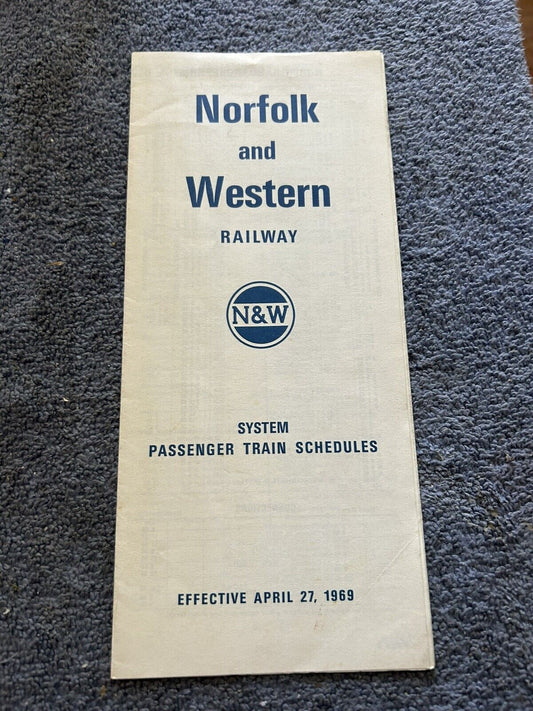 Norfolk
and
Western
RAILWAY
N&W
SYSTEM
PASSENGER TRAIN SCHEDULES
EFFECTIVE APRIL 27, 1969